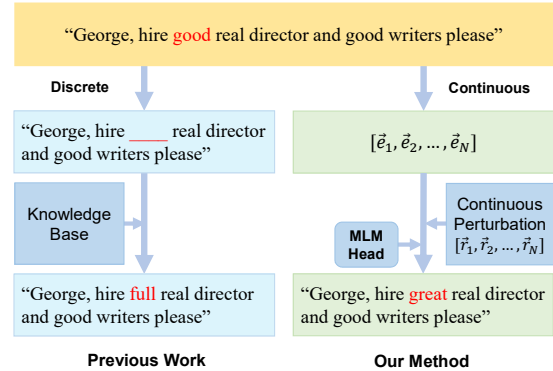 “George, hire good real director and good writers please”
Discrete
Continuous
“George, hire ____ real director
and good writers please”
[e⃗₁, e⃗₂, … , e⃗_N]
Knowledge
Base
MLM
Head
Continuous
Perturbation
[r⃗₁, r⃗₂, … , r⃗_N]
“George, hire full real director
and good writers please”
“George, hire great real director
and good writers please”
Previous Work
Our Method